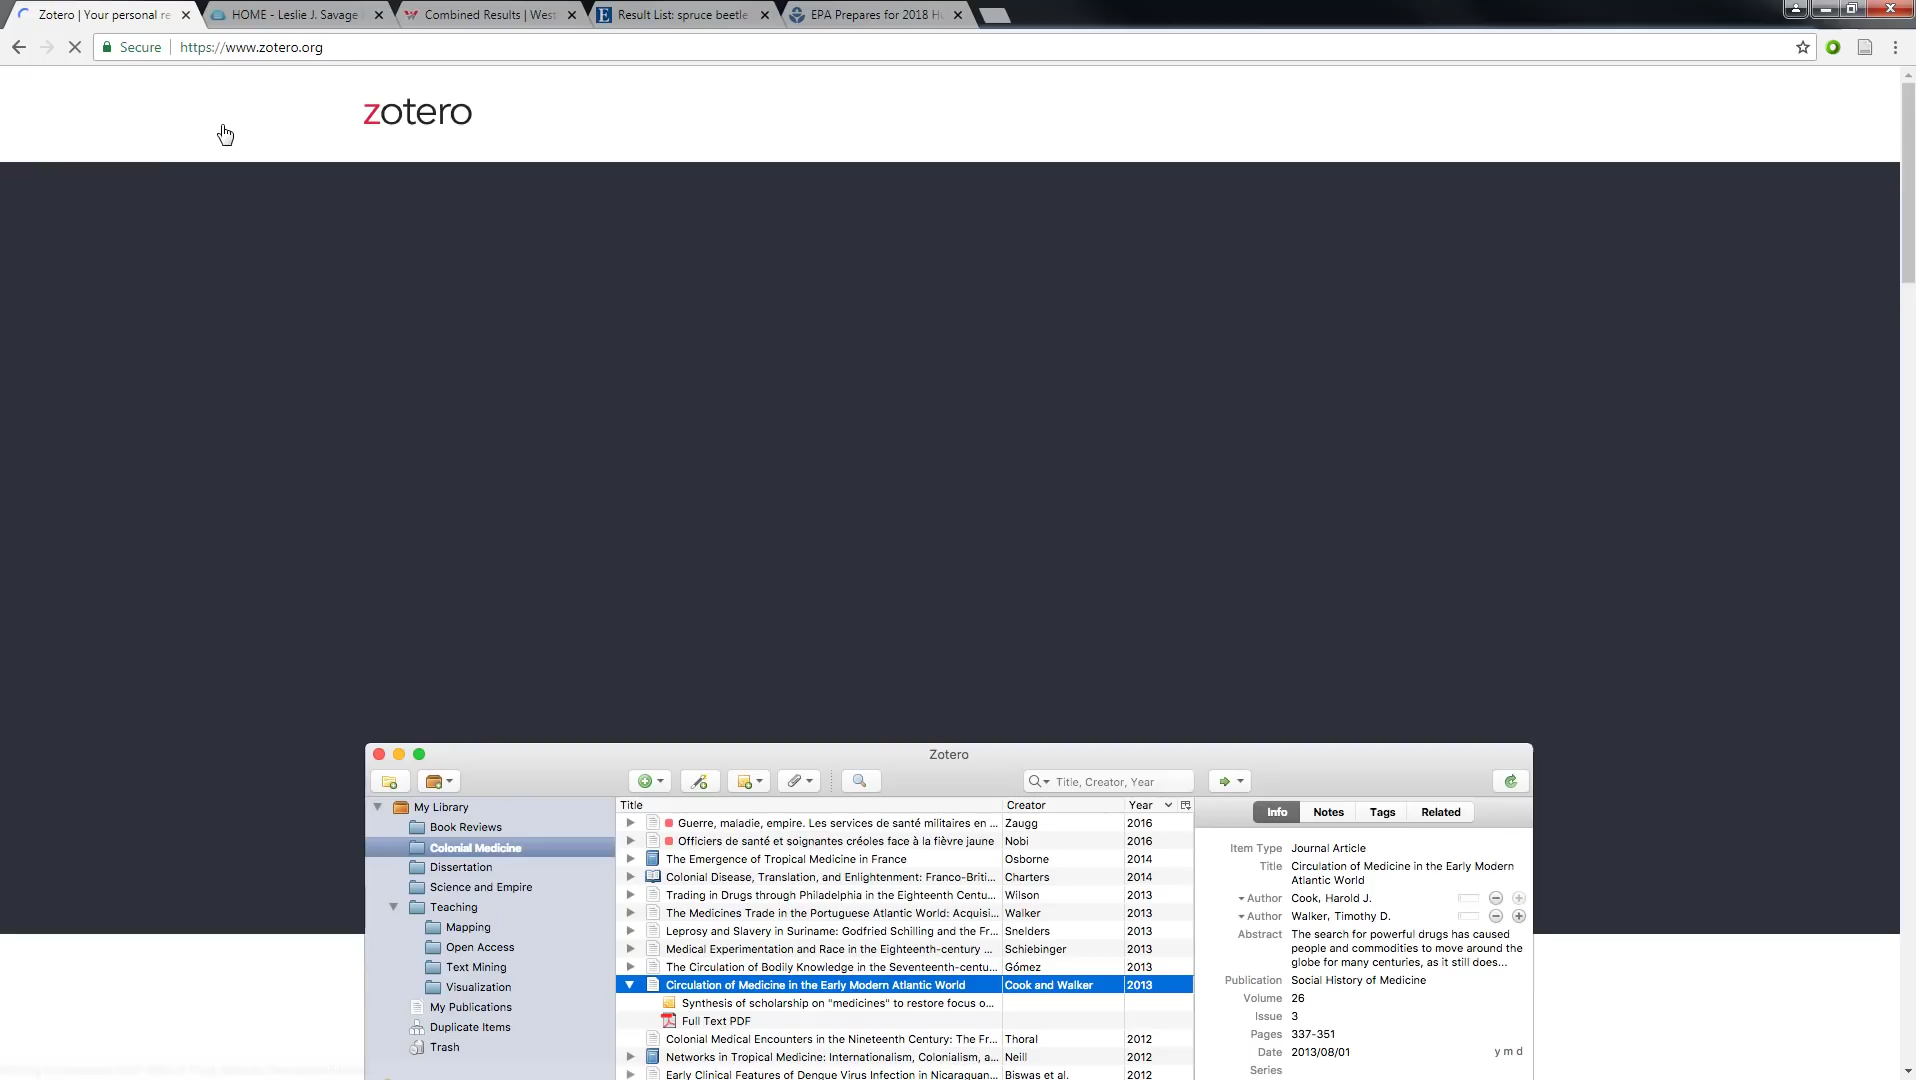 Zotero | Your personal re
HOME - Leslie J. Savage
Combined Results | West
Result List: spruce beetle
EPA Prepares for 2018 Hu
Secure
https://www.zotero.org
zotero
Zotero
Title, Creator, Year
My Library
Book Reviews
Colonial Medicine
Dissertation
Science and Empire
Teaching
Mapping
Open Access
Text Mining
Visualization
My Publications
Duplicate Items
Trash
Title Creator Year
Guerre, maladie, empire. Les services de santé militaires en ... Zaugg 2016
Officiers de santé et soignantes créoles face à la fièvre jaune Nobi 2016
The Emergence of Tropical Medicine in France Osborne 2014
Colonial Disease, Translation, and Enlightenment: Franco-Briti... Charters 2014
Trading in Drugs through Philadelphia in the Eighteenth Centu... Wilson 2013
The Medicines Trade in the Portuguese Atlantic World: Acquisi... Walker 2013
Leprosy and Slavery in Suriname: Godfried Schilling and the Fr... Snelders 2013
Medical Experimentation and Race in the Eighteenth-century ... Schiebinger 2013
The Circulation of Bodily Knowledge in the Seventeenth-centu... Gómez 2013
Circulation of Medicine in the Early Modern Atlantic World Cook and Walker 2013
Synthesis of scholarship on "medicines" to restore focus o...
Full Text PDF
Colonial Medical Encounters in the Nineteenth Century: The Fr... Thoral 2012
Networks in Tropical Medicine: Internationalism, Colonialism, a... Neill 2012
Early Clinical Features of Dengue Virus Infection in Nicaraguan... Biswas et al. 2012
Info Notes Tags Related
Item Type Journal Article
Title Circulation of Medicine in the Early Modern
Atlantic World
Author Cook, Harold J.
Author Walker, Timothy D.
Abstract The search for powerful drugs has caused
people and commodities to move around the
globe for many centuries, as it still does...
Publication Social History of Medicine
Volume 26
Issue 3
Pages 337-351
Date 2013/08/01 y m d
Series